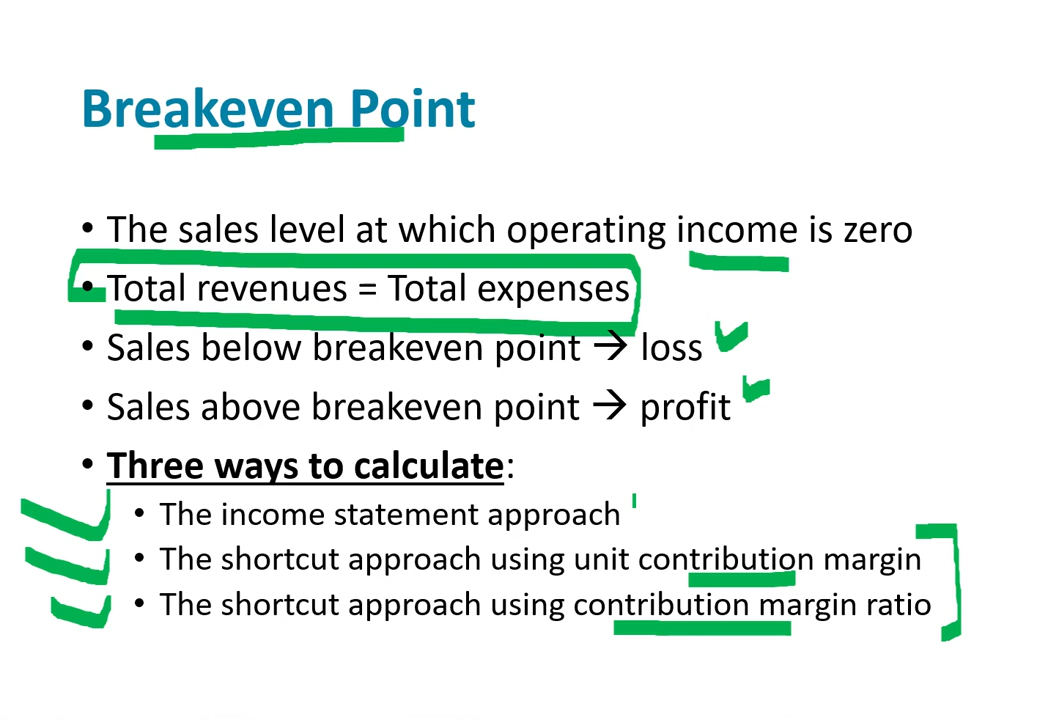 Breakeven Point
• The sales level at which operating income is zero
• Total revenues = Total expenses
• Sales below breakeven point → loss
• Sales above breakeven point → profit
• Three ways to calculate:
• The income statement approach
• The shortcut approach using unit contribution margin
• The shortcut approach using contribution margin ratio